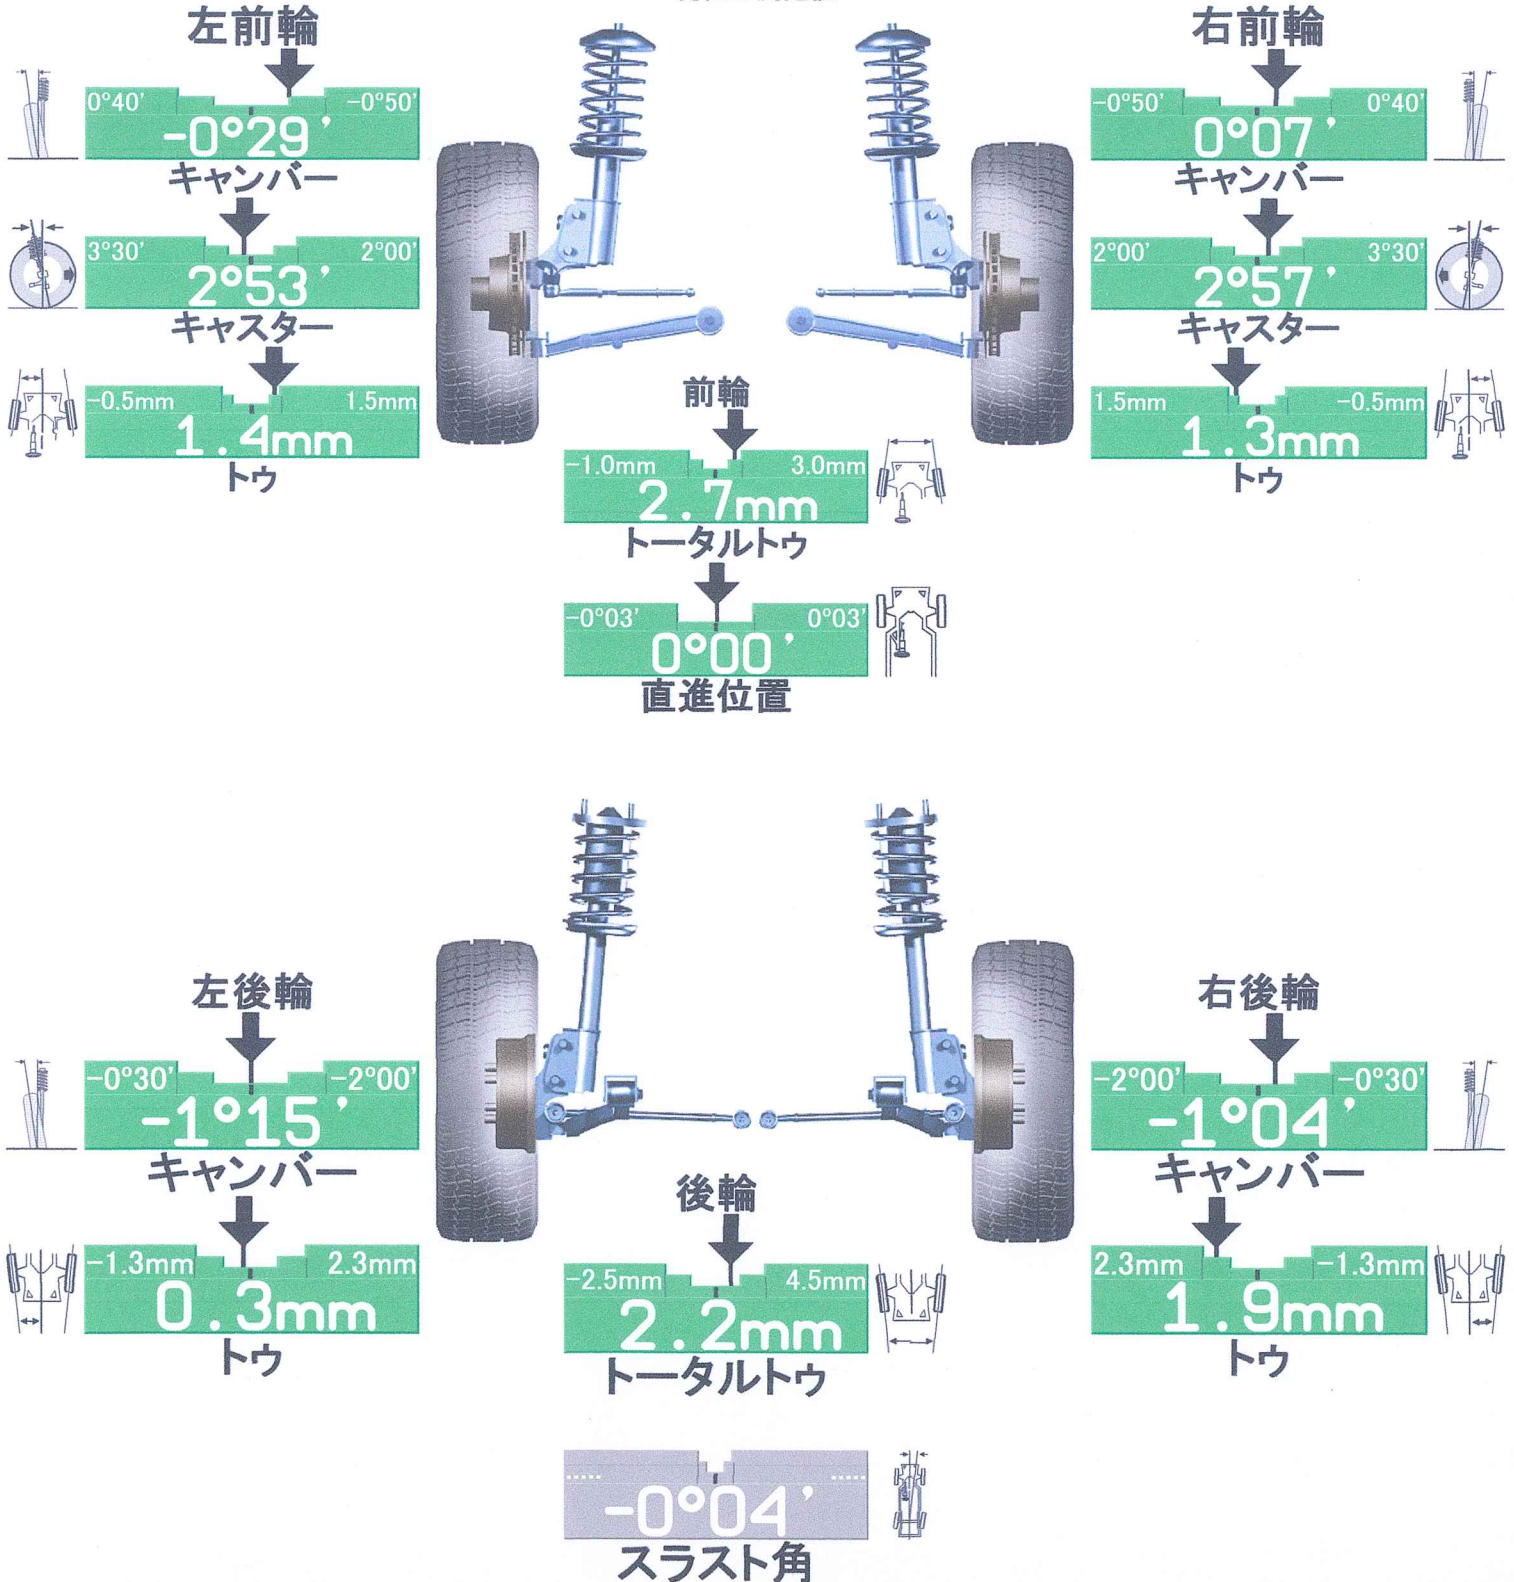 左前輪
右前輪
0°40' -0°50'
-0°29'
キャンバー
-0°50' 0°40'
0°07'
キャンバー
3°30' 2°00'
2°53'
キャスター
2°00' 3°30'
2°57'
キャスター
-0.5mm 1.5mm
1.4mm
トゥ
前輪
-1.0mm 3.0mm
2.7mm
トータルトゥ
1.5mm -0.5mm
1.3mm
トゥ
-0°03' 0°03'
0°00'
直進位置
左後輪
右後輪
-0°30' -2°00'
-1°15'
キャンバー
-2°00' -0°30'
-1°04'
キャンバー
-1.3mm 2.3mm
0.3mm
トゥ
後輪
-2.5mm 4.5mm
2.2mm
トータルトゥ
2.3mm -1.3mm
1.9mm
トゥ
-0°04'
スラスト角